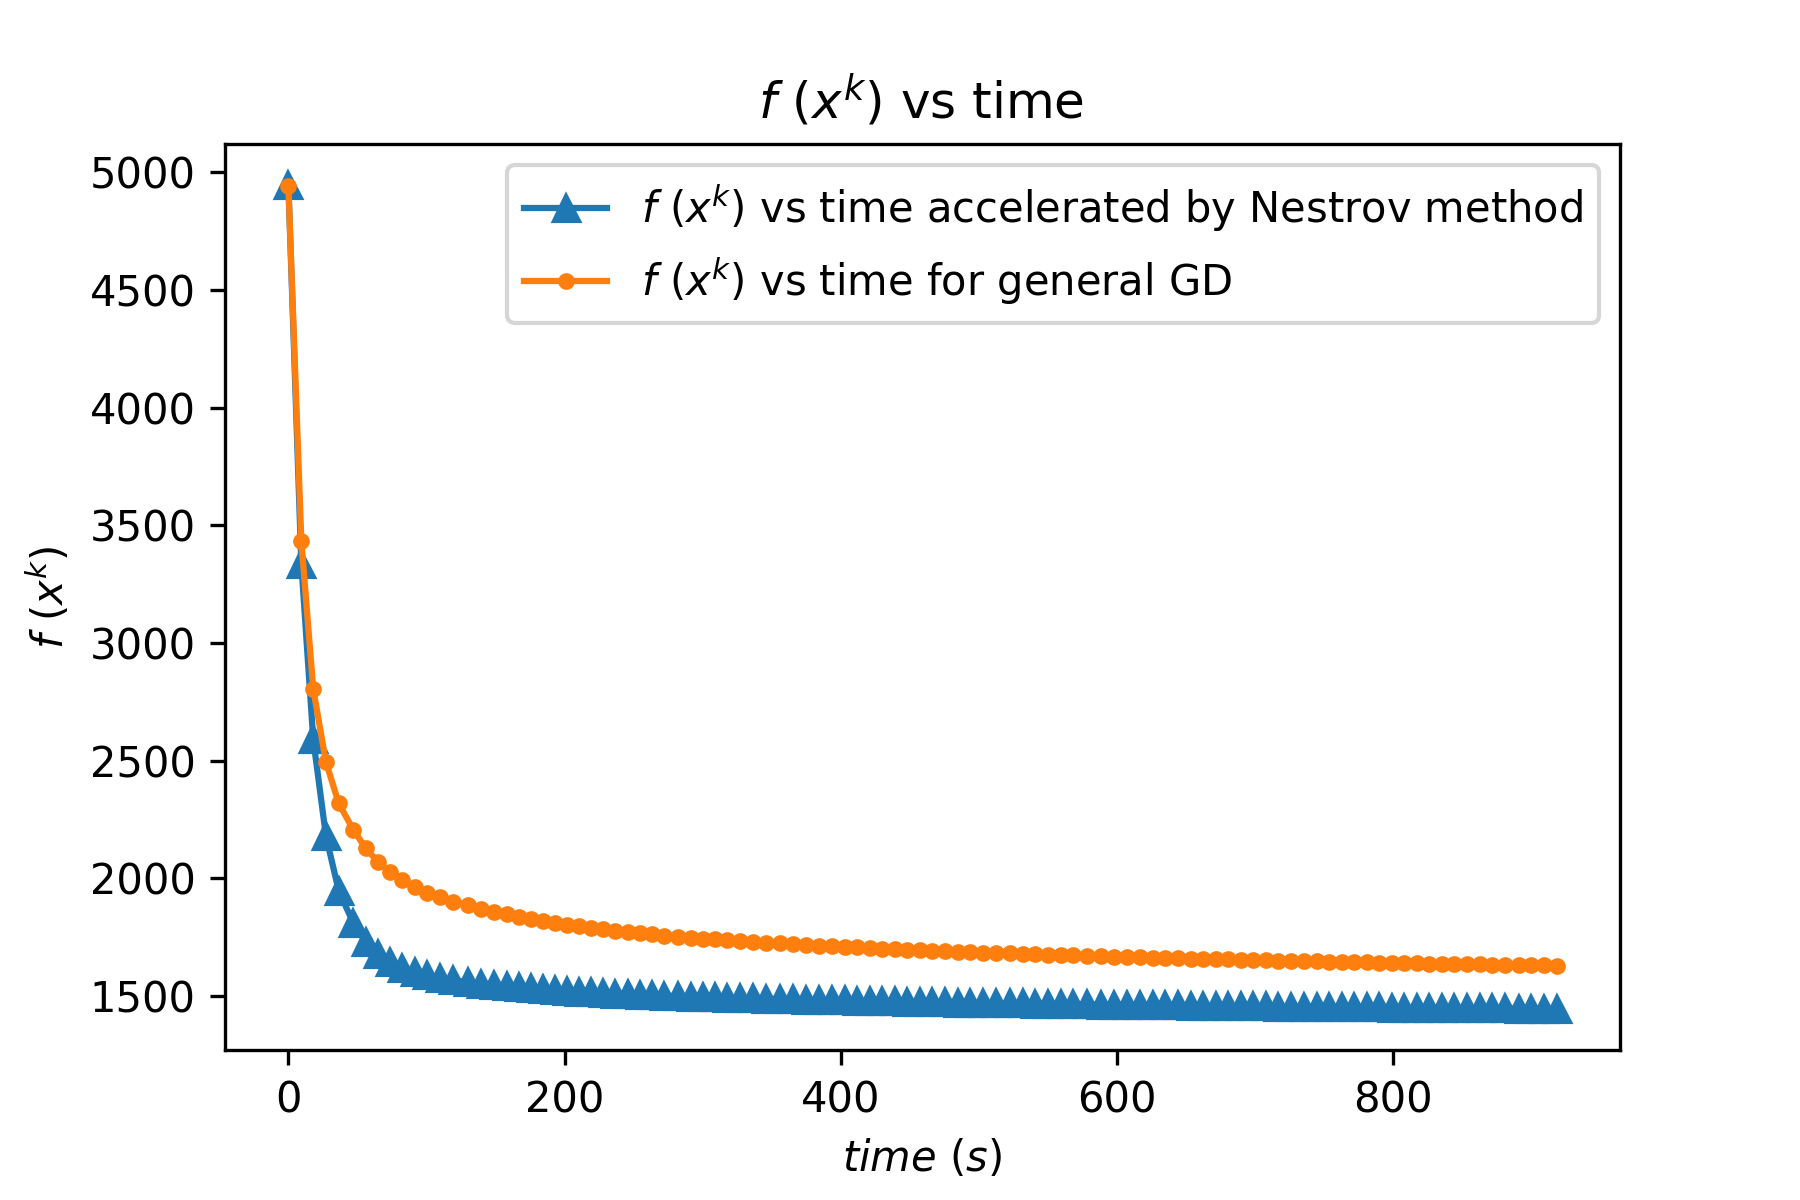 f (x^k) vs time
f (x^k) vs time accelerated by Nestrov method
f (x^k) vs time for general GD
5000
4500
4000
3500
3000
2500
2000
1500
f (x^k)
0 200 400 600 800
time (s)